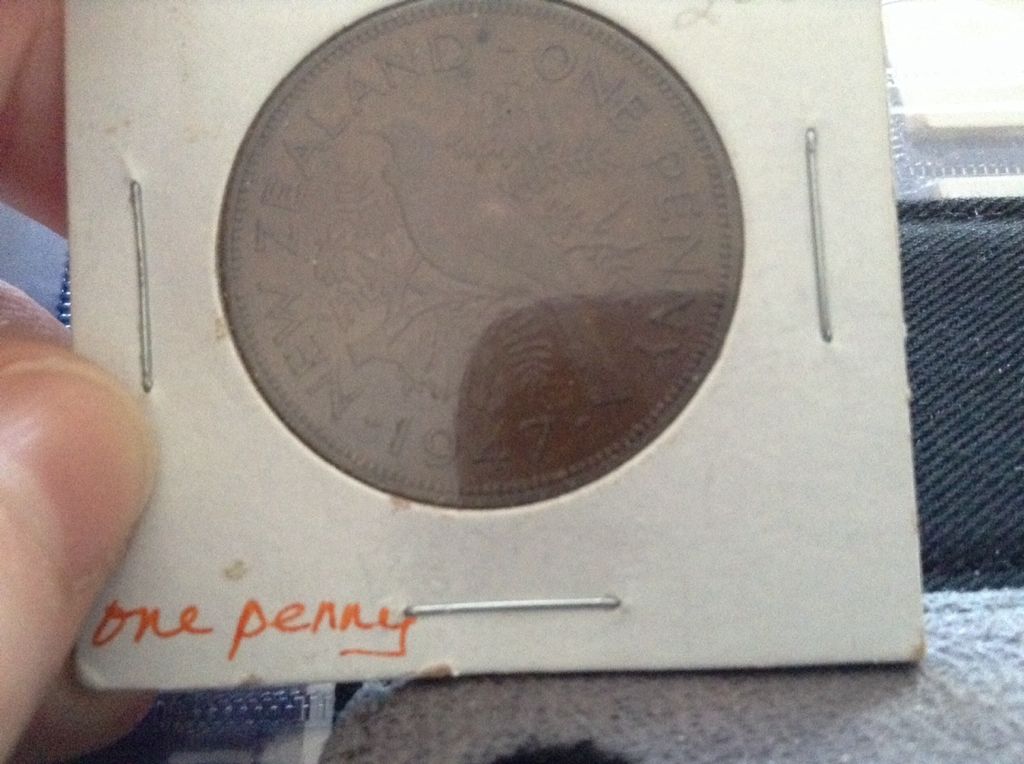 NEW ZEALAND - ONE PENNY
· 1947 ·
one penny